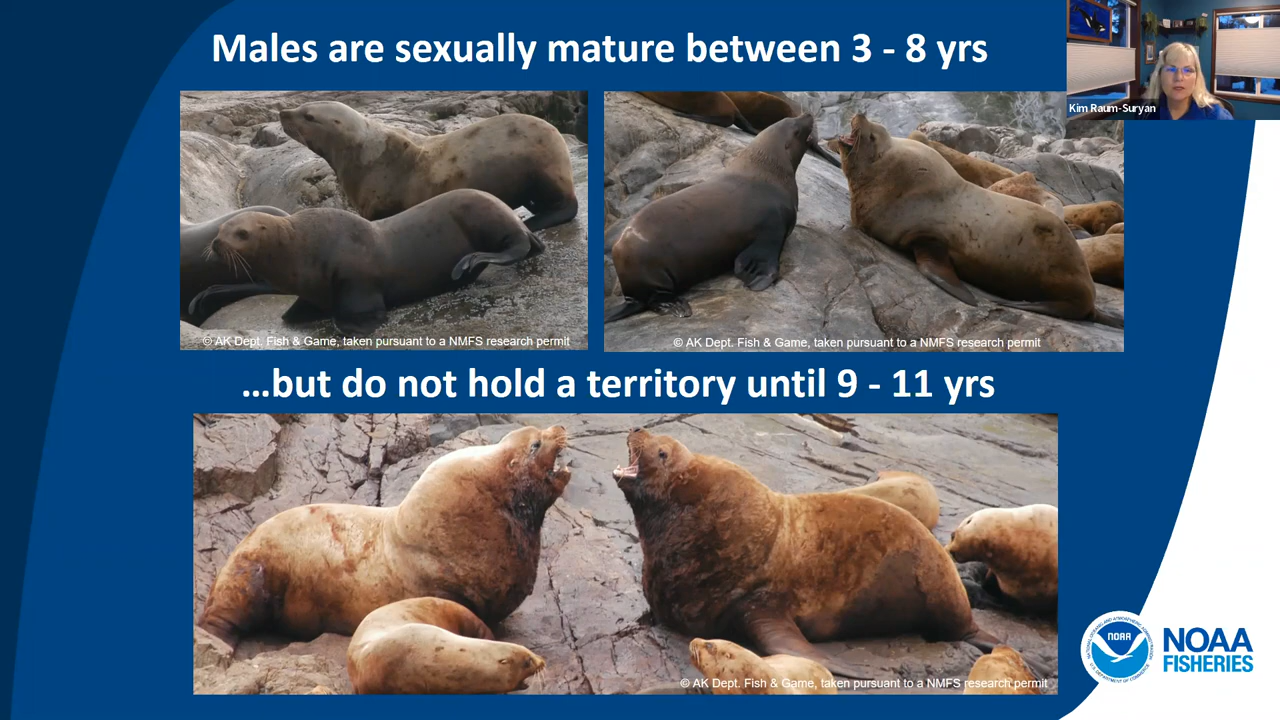 Males are sexually mature between 3 - 8 yrs
Kim Raum-Suryan
© AK Dept. Fish & Game, taken pursuant to a NMFS research permit
© AK Dept. Fish & Game, taken pursuant to a NMFS research permit
...but do not hold a territory until 9 - 11 yrs
© AK Dept. Fish & Game, taken pursuant to a NMFS research permit
NOAA
NOAA
FISHERIES